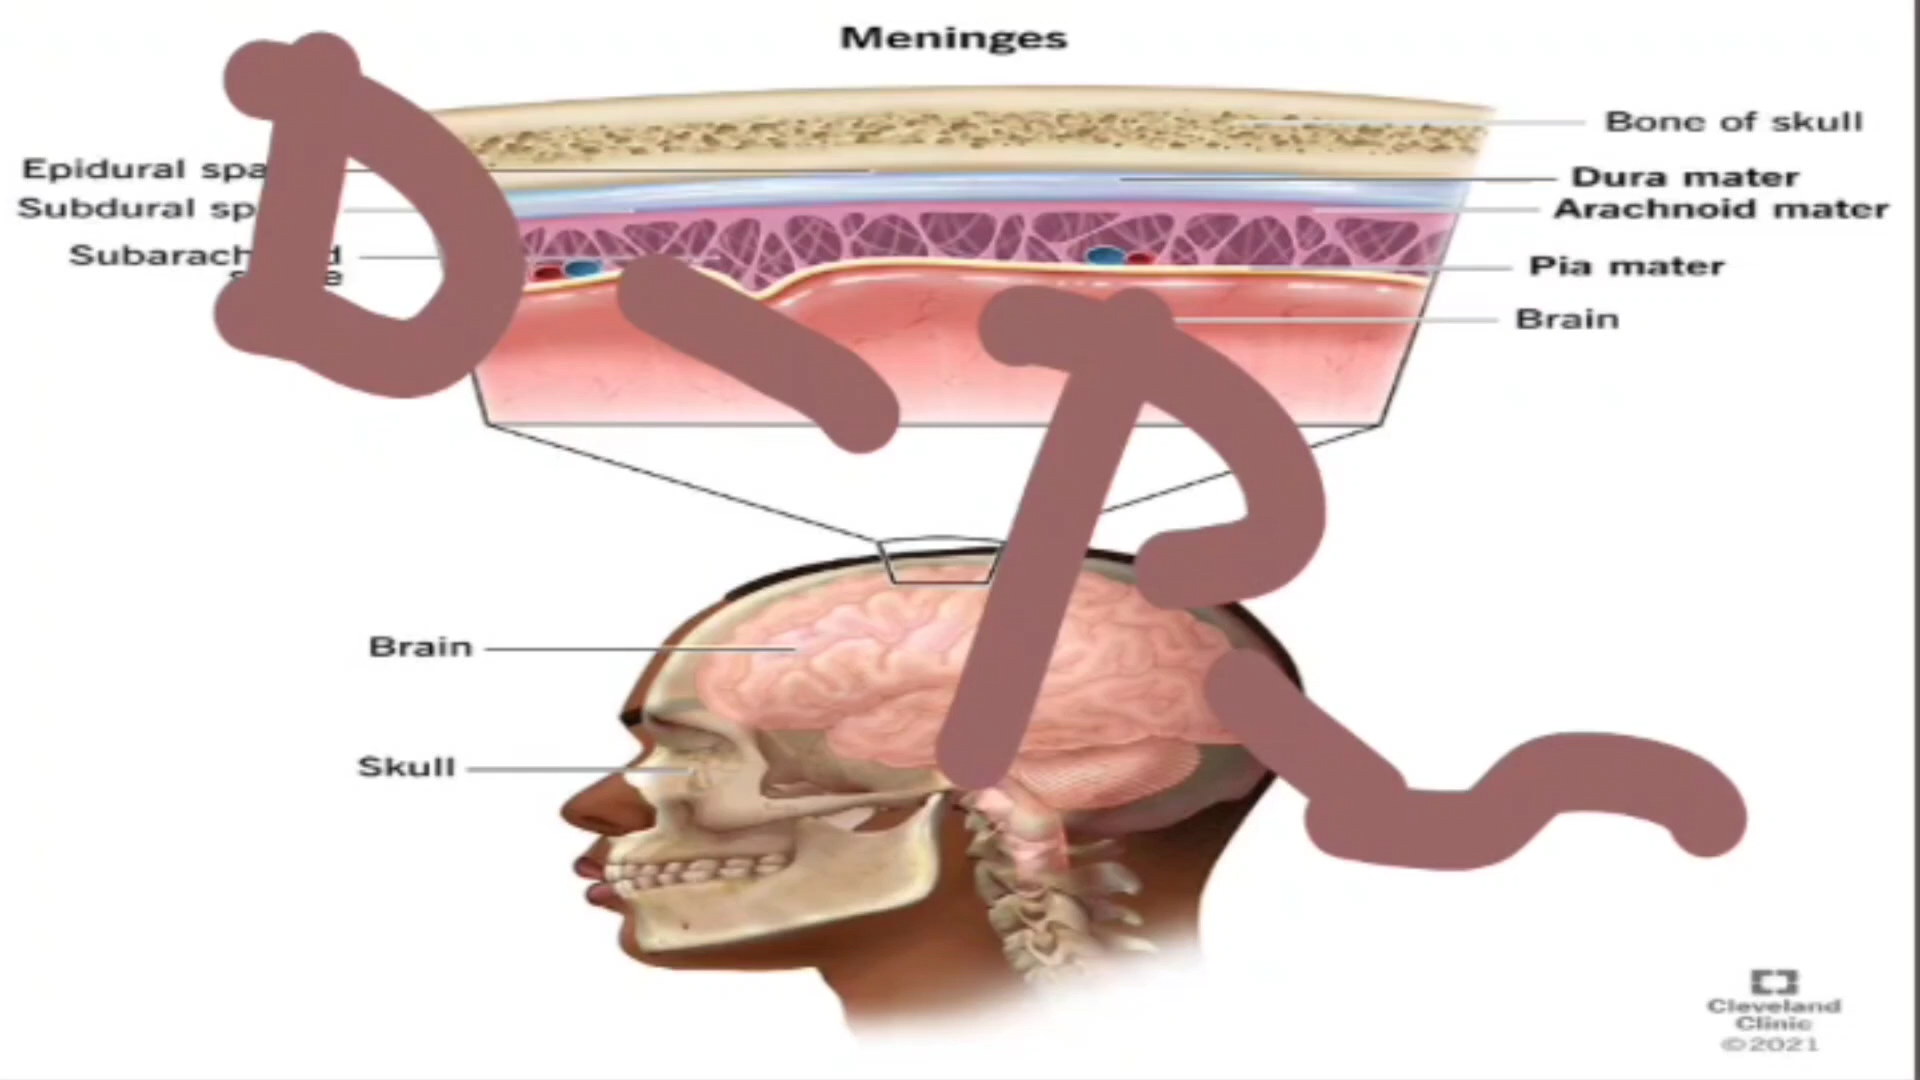 Meninges
Bone of skull
Epidural spa
Dura mater
Subdural sp
Arachnoid mater
Subarach d
Pia mater
Brain
Brain
Skull
Cleveland
Clinic
©2021